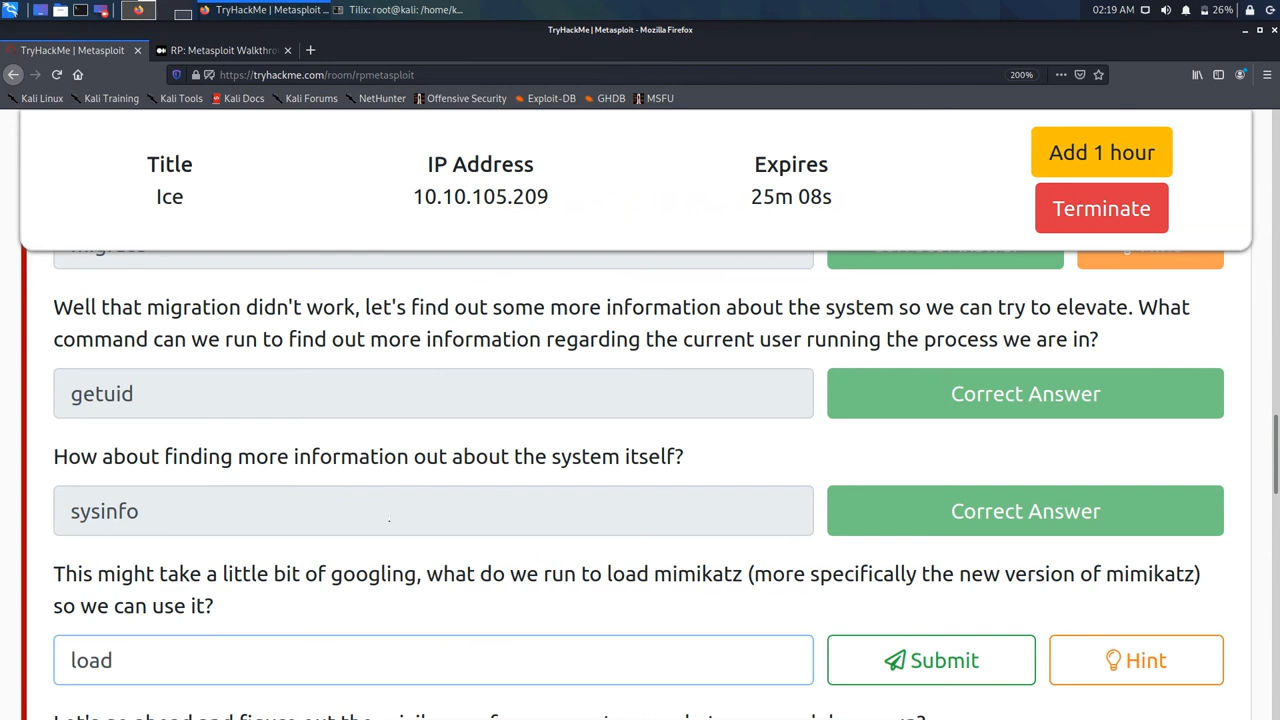 TryHackMe | Metasploit ...
Tilix: root@kali: /home/k...
02:19 AM
26%
TryHackMe | Metasploit - Mozilla Firefox
TryHackMe | Metasploit
RP: Metasploit Walkthro
https://tryhackme.com/room/rpmetasploit
200%
Kali Linux
Kali Training
Kali Tools
Kali Docs
Kali Forums
NetHunter
Offensive Security
Exploit-DB
GHDB
MSFU
Title
IP Address
Expires
Add 1 hour
Ice
10.10.105.209
25m 08s
Terminate
Well that migration didn't work, let's find out some more information about the system so we can try to elevate. What
command can we run to find out more information regarding the current user running the process we are in?
getuid
Correct Answer
How about finding more information out about the system itself?
sysinfo
Correct Answer
This might take a little bit of googling, what do we run to load mimikatz (more specifically the new version of mimikatz)
so we can use it?
load
Submit
Hint